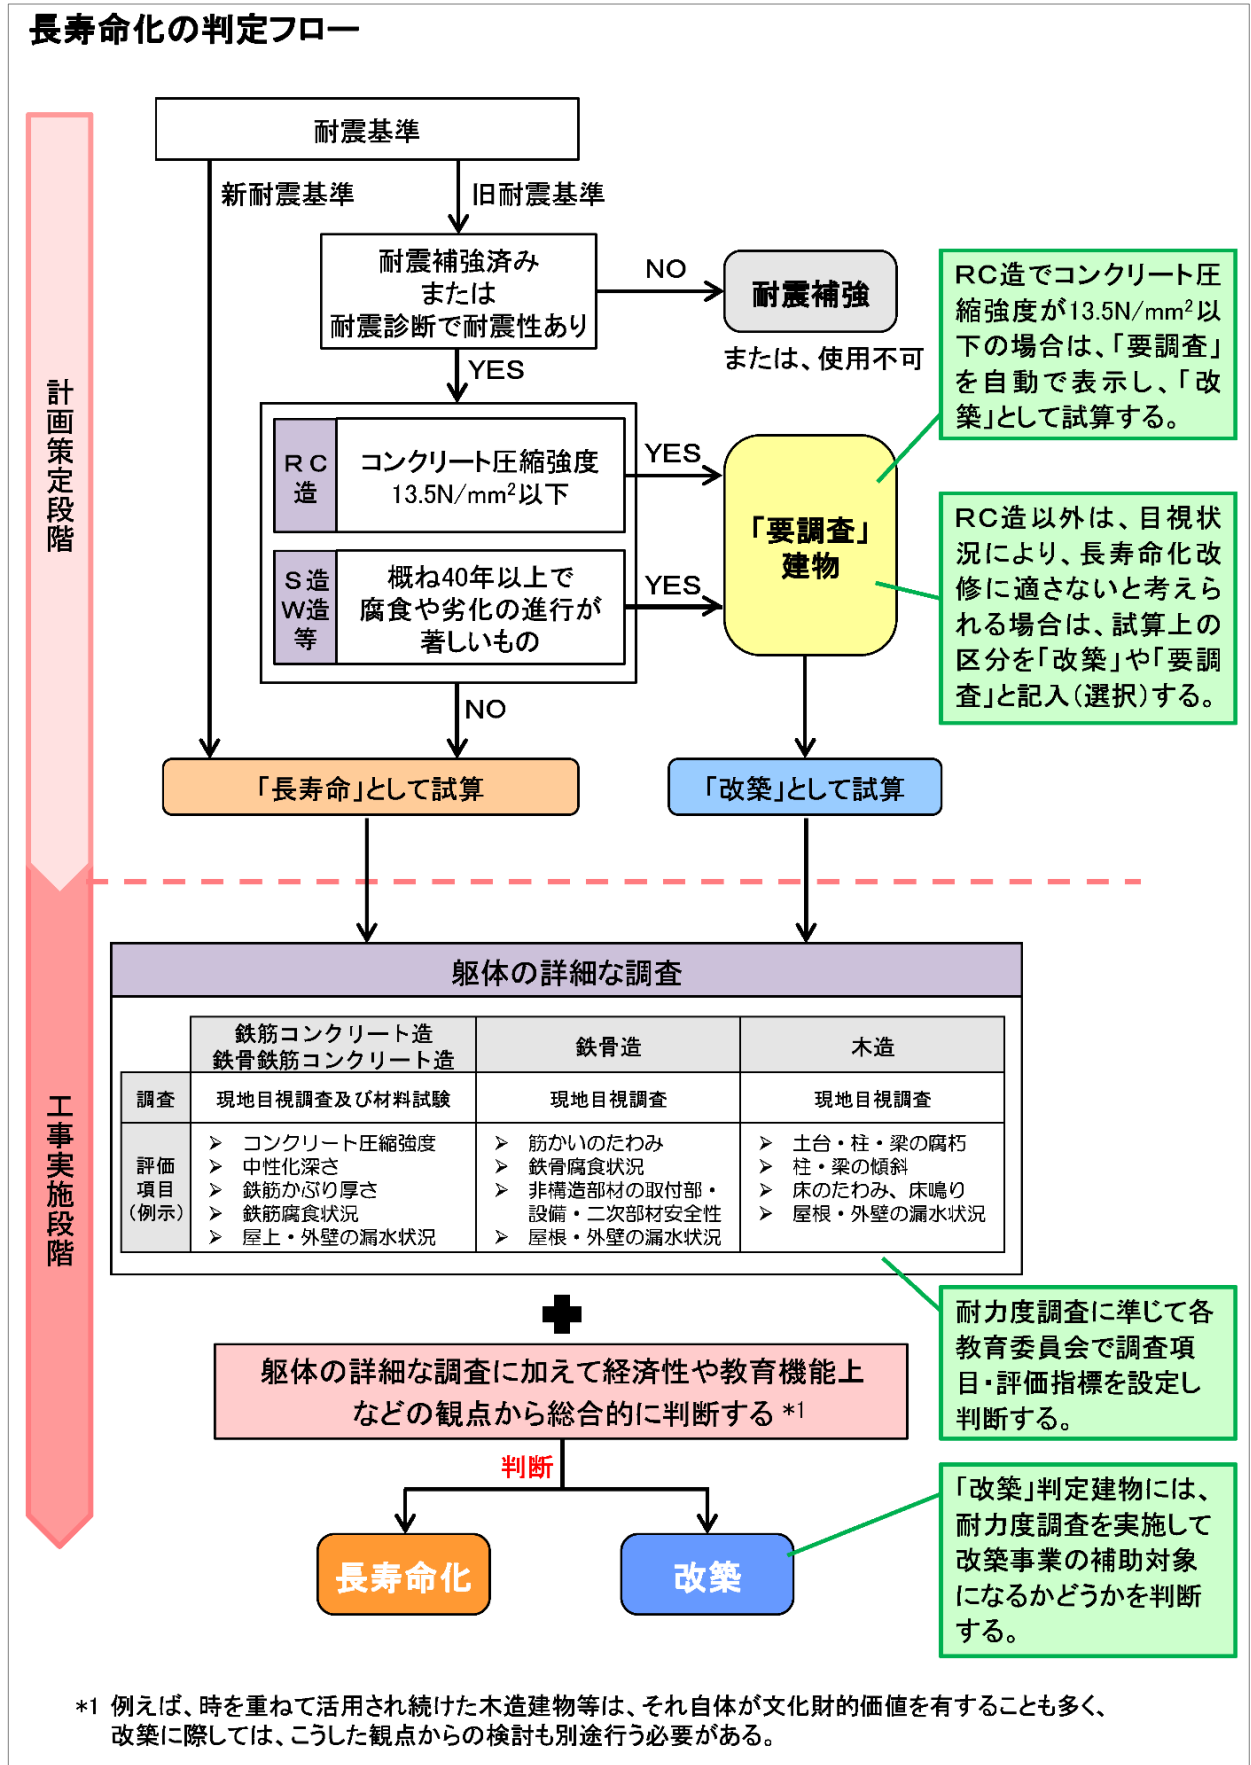 長寿命化の判定フロー
計画策定段階
耐震基準
新耐震基準
旧耐震基準
耐震補強済み
または
耐震診断で耐震性あり
NO
耐震補強
または、使用不可
YES
RC造でコンクリート圧
縮強度が13.5N/mm²以
下の場合は、「要調査」
を自動で表示し、「改
築」として試算する。
RC
造
コンクリート圧縮強度
13.5N/mm²以下
YES
S造
W造
等
概ね40年以上で
腐食や劣化の進行が
著しいもの
YES
「要調査」
建物
RC造以外は、目視状
況により、長寿命化改
修に適さないと考えら
れる場合は、試算上の
区分を「改築」や「要調
査」と記入(選択)する。
NO
「長寿命」として試算
「改築」として試算
工事実施段階
躯体の詳細な調査
鉄筋コンクリート造
鉄骨鉄筋コンクリート造
鉄骨造
木造
調査
現地目視調査及び材料試験
現地目視調査
現地目視調査
評価
項目
(例示)
➢ コンクリート圧縮強度
➢ 中性化深さ
➢ 鉄筋かぶり厚さ
➢ 鉄筋腐食状況
➢ 屋上・外壁の漏水状況
➢ 筋かいのたわみ
➢ 鉄骨腐食状況
➢ 非構造部材の取付部・
設備・二次部材安全性
➢ 屋根・外壁の漏水状況
➢ 土台・柱・梁の腐朽
➢ 柱・梁の傾斜
➢ 床のたわみ、床鳴り
➢ 屋根・外壁の漏水状況
耐力度調査に準じて各
教育委員会で調査項
目・評価指標を設定し
判断する。
躯体の詳細な調査に加えて経済性や教育機能上
などの観点から総合的に判断する *1
判断
長寿命化
改築
「改築」判定建物には、
耐力度調査を実施して
改築事業の補助対象
になるかどうかを判断
する。
*1 例えば、時を重ねて活用され続けた木造建物等は、それ自体が文化財的価値を有することも多く、
改築に際しては、こうした観点からの検討も別途行う必要がある。